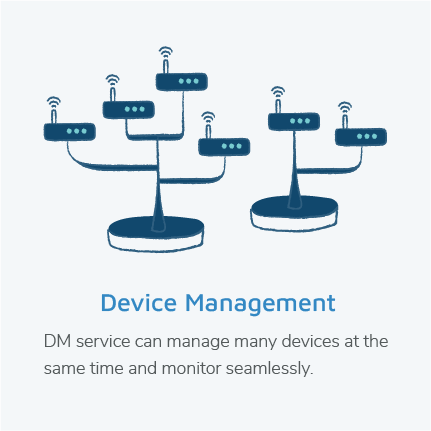 Device Management
DM service can manage many devices at the
same time and monitor seamlessly.